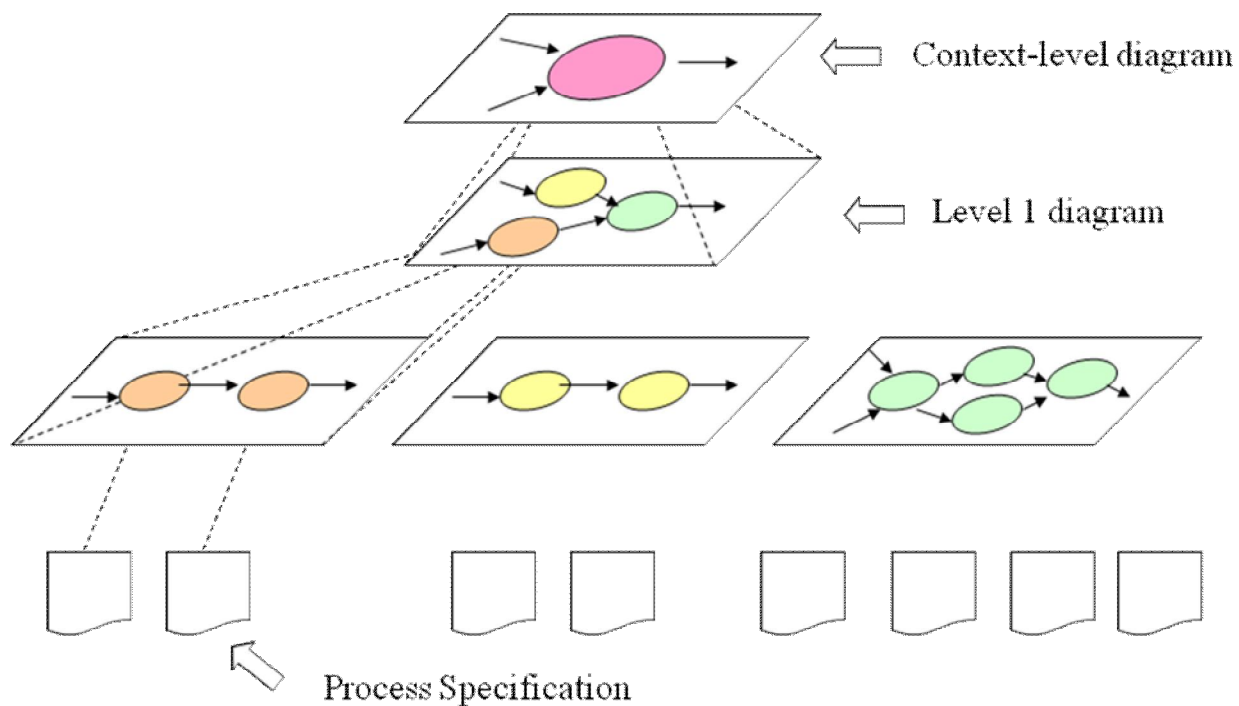 Context-level diagram
Level 1 diagram
Process Specification